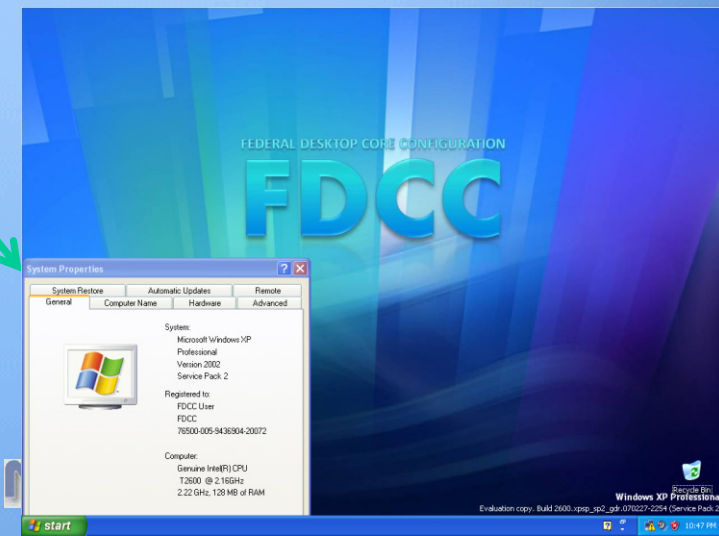 FEDERAL DESKTOP CORE CONFIGURATION
FDCC
System Properties
System Restore Automatic Updates Remote
General Computer Name Hardware Advanced
System:
Microsoft Windows XP
Professional
Version 2002
Service Pack 2
Registered to:
FDCC User
FDCC
76500-005-9436904-20072
Computer:
Genuine Intel(R) CPU
T2600 @ 2.16GHz
2.22 GHz, 128 MB of RAM
Recycle Bin
Windows XP Professiona
Evaluation copy. Build 2600.xpsp_sp2_gdr.070227-2254 (Service Pack 2
start
10:47 PM